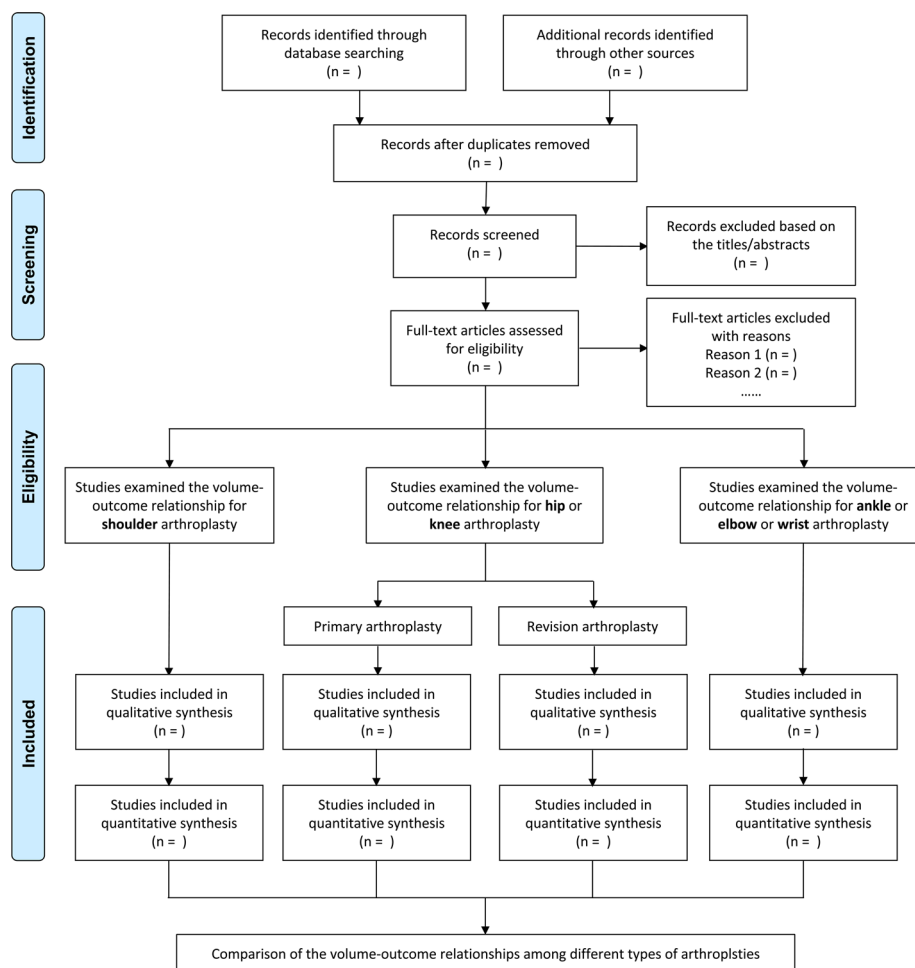 Identification
Records identified through
database searching
(n = )
Additional records identified
through other sources
(n = )
Records after duplicates removed
(n = )
Screening
Records screened
(n = )
Records excluded based on
the titles/abstracts
(n = )
Full-text articles assessed
for eligibility
(n = )
Full-text articles excluded
with reasons
Reason 1 (n = )
Reason 2 (n = )
......
Eligibility
Studies examined the volume-
outcome relationship for
shoulder arthroplasty
Studies examined the volume-
outcome relationship for hip or
knee arthroplasty
Studies examined the volume-
outcome relationship for ankle or
elbow or wrist arthroplasty
Included
Primary arthroplasty
Revision arthroplasty
Studies included in
qualitative synthesis
(n = )
Studies included in
qualitative synthesis
(n = )
Studies included in
qualitative synthesis
(n = )
Studies included in
qualitative synthesis
(n = )
Studies included in
quantitative synthesis
(n = )
Studies included in
quantitative synthesis
(n = )
Studies included in
quantitative synthesis
(n = )
Studies included in
quantitative synthesis
(n = )
Comparison of the volume-outcome relationships among different types of arthroplsties